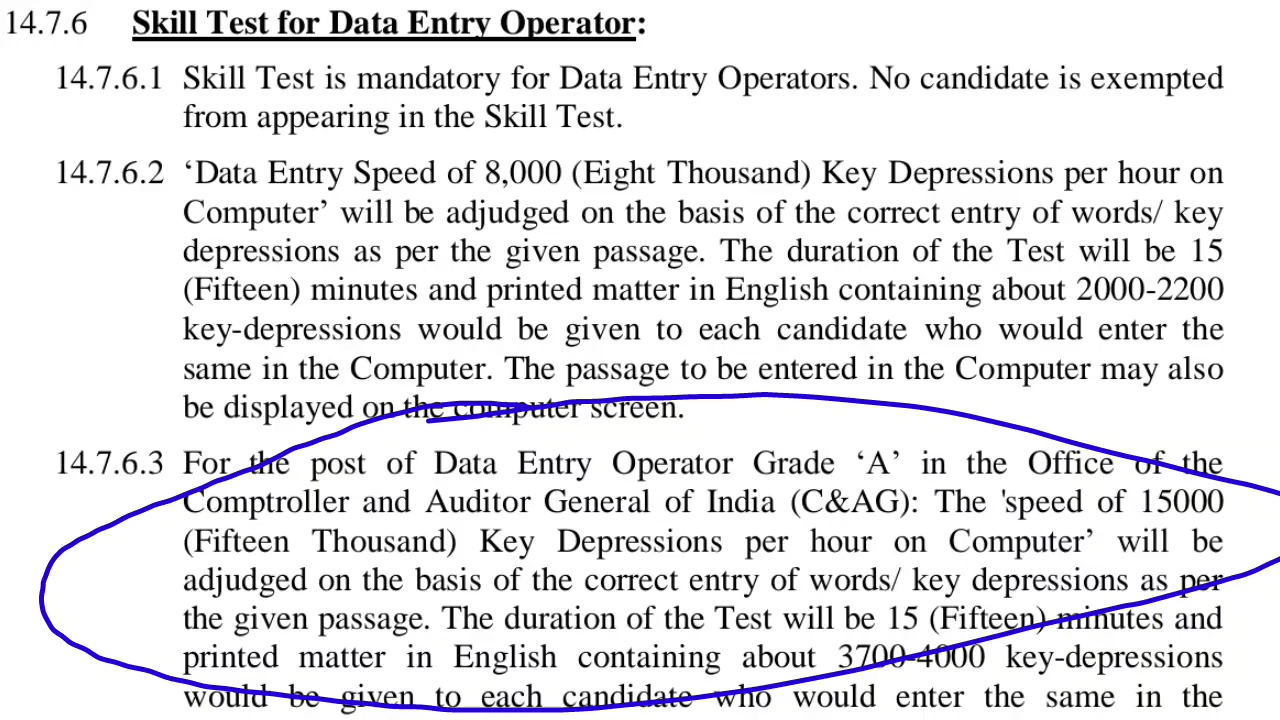 14.7.6 Skill Test for Data Entry Operator:
14.7.6.1 Skill Test is mandatory for Data Entry Operators. No candidate is exempted
from appearing in the Skill Test.
14.7.6.2 ‘Data Entry Speed of 8,000 (Eight Thousand) Key Depressions per hour on
Computer’ will be adjudged on the basis of the correct entry of words/ key
depressions as per the given passage. The duration of the Test will be 15
(Fifteen) minutes and printed matter in English containing about 2000-2200
key-depressions would be given to each candidate who would enter the
same in the Computer. The passage to be entered in the Computer may also
be displayed on the computer screen.
14.7.6.3 For the post of Data Entry Operator Grade ‘A’ in the Office of the
Comptroller and Auditor General of India (C&AG): The 'speed of 15000
(Fifteen Thousand) Key Depressions per hour on Computer’ will be
adjudged on the basis of the correct entry of words/ key depressions as per
the given passage. The duration of the Test will be 15 (Fifteen) minutes and
printed matter in English containing about 3700-4000 key-depressions
would be given to each candidate who would enter the same in the